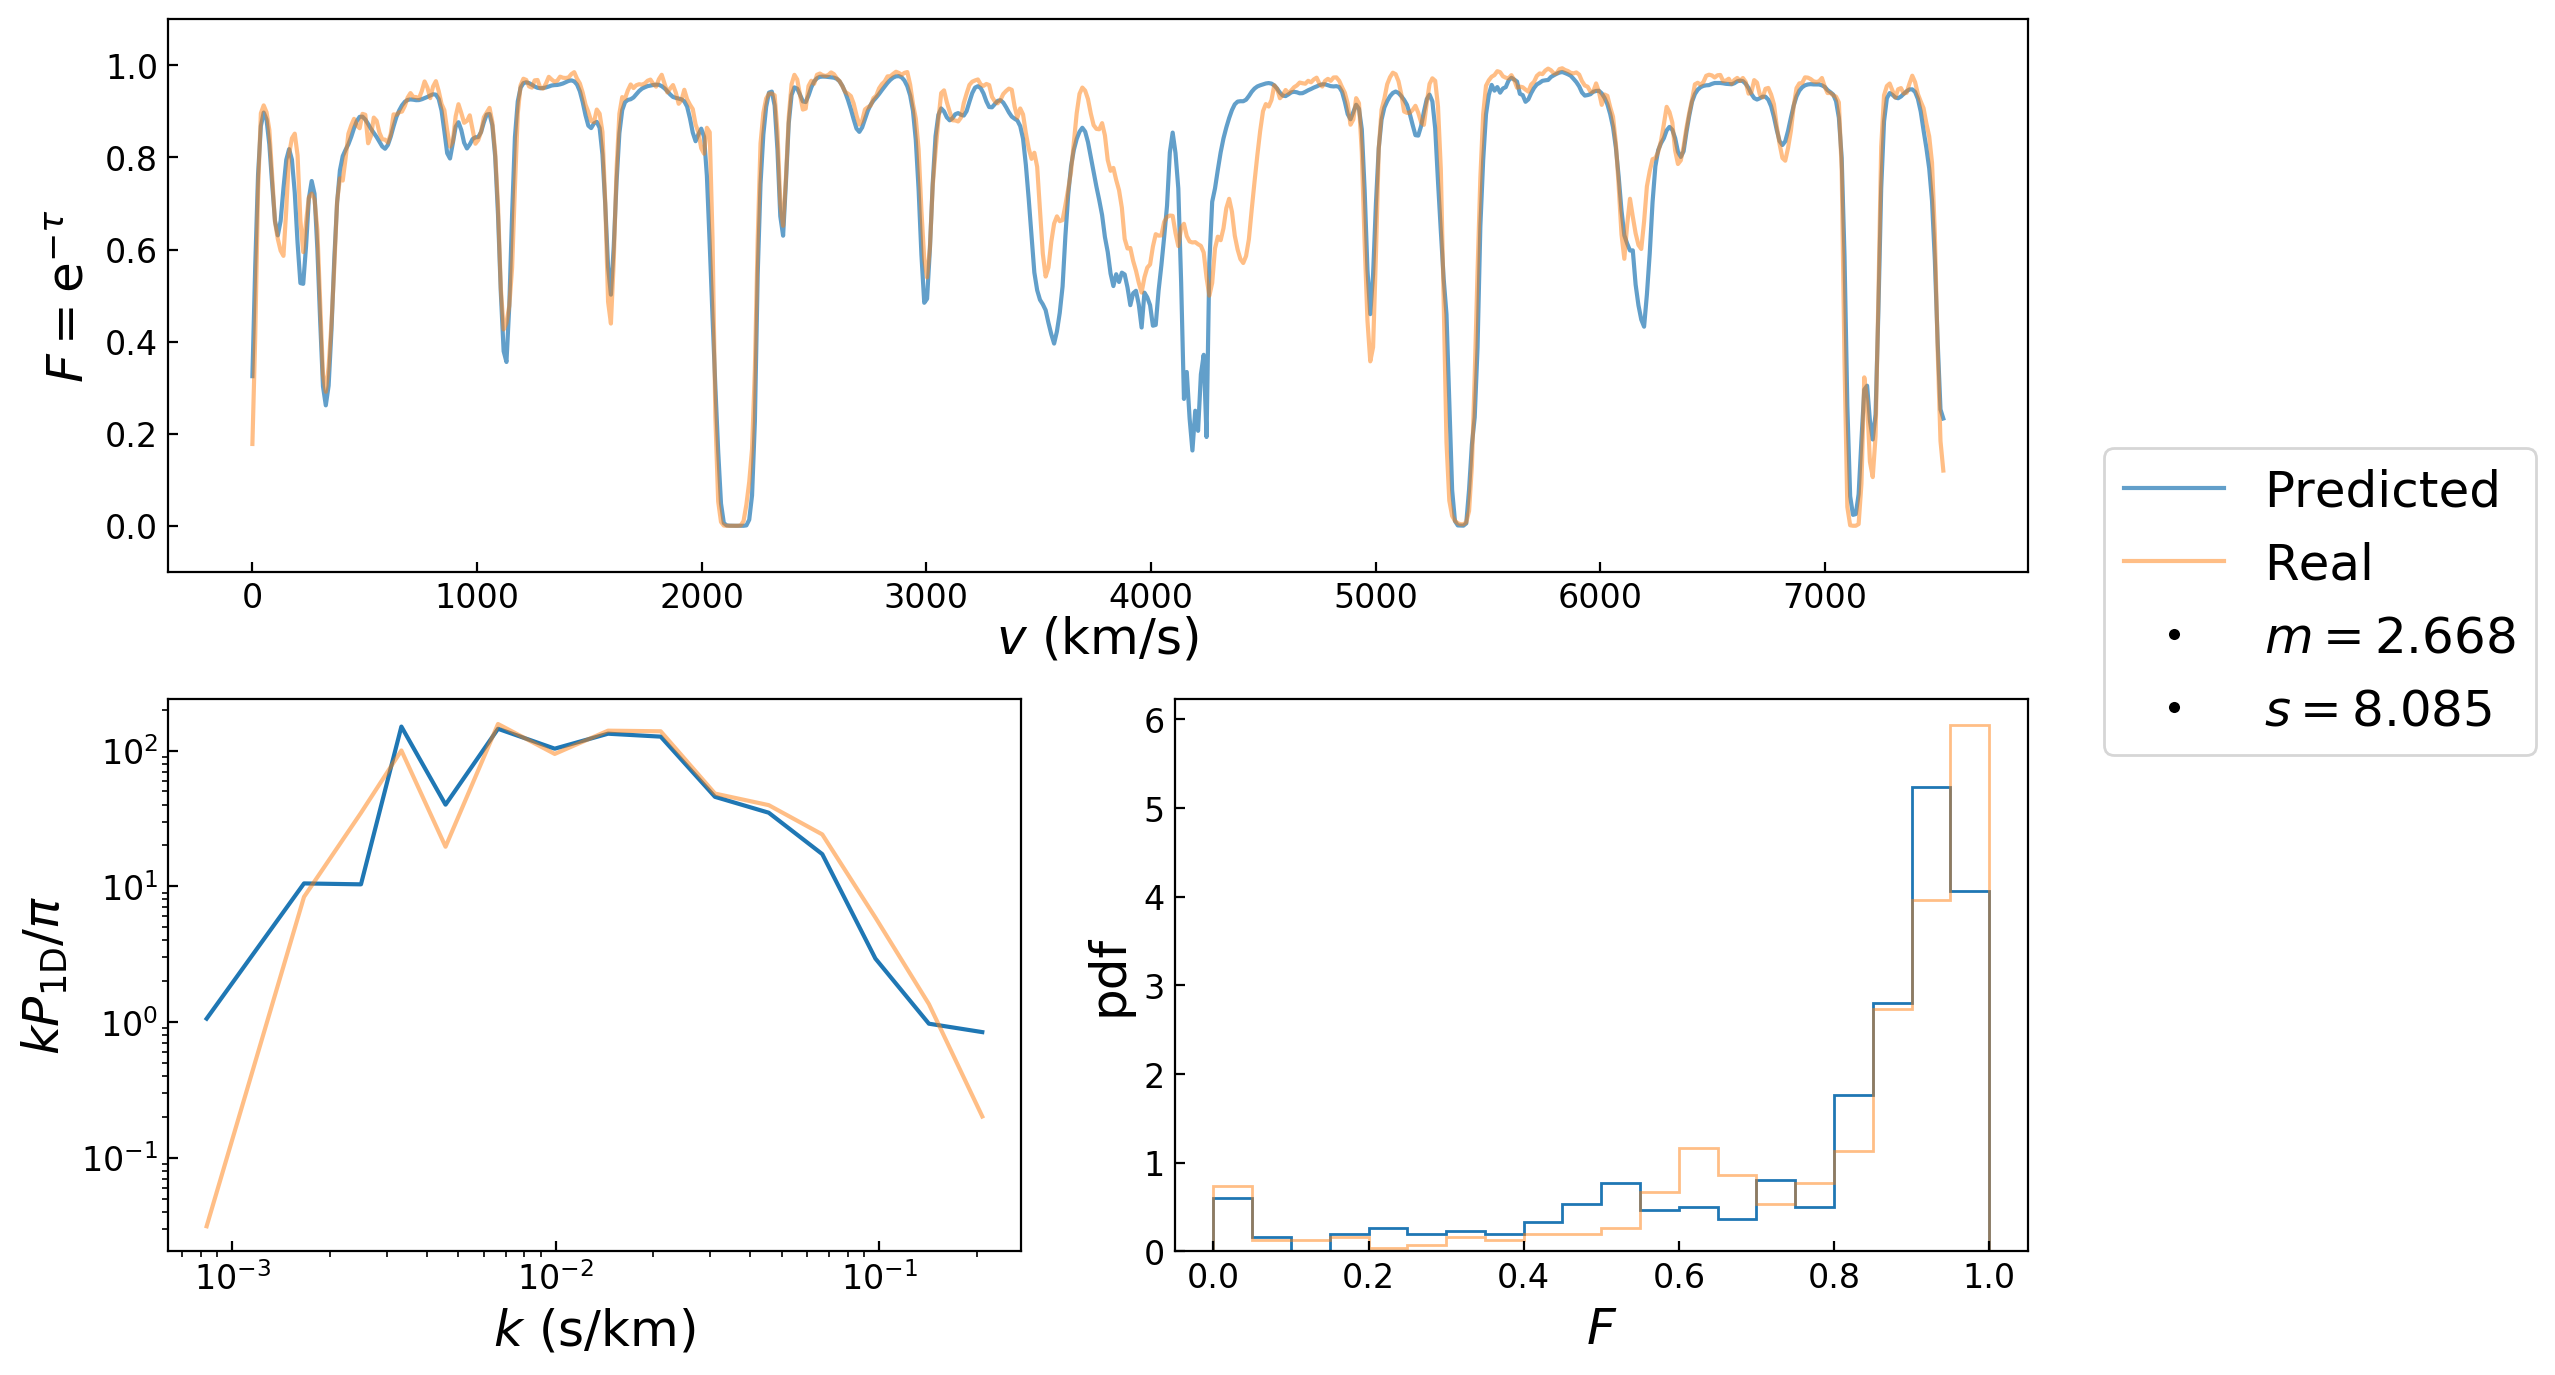 1.0
0.8
0.6
0.4
0.2
0.0
F = e^{-τ}
0 1000 2000 3000 4000 5000 6000 7000
v (km/s)
Predicted
Real
m = 2.668
s = 8.085
10^2
10^1
10^0
10^{-1}
kP_{1D}/π
10^{-3} 10^{-2} 10^{-1}
k (s/km)
6
5
4
3
2
1
0
pdf
0.0 0.2 0.4 0.6 0.8 1.0
F